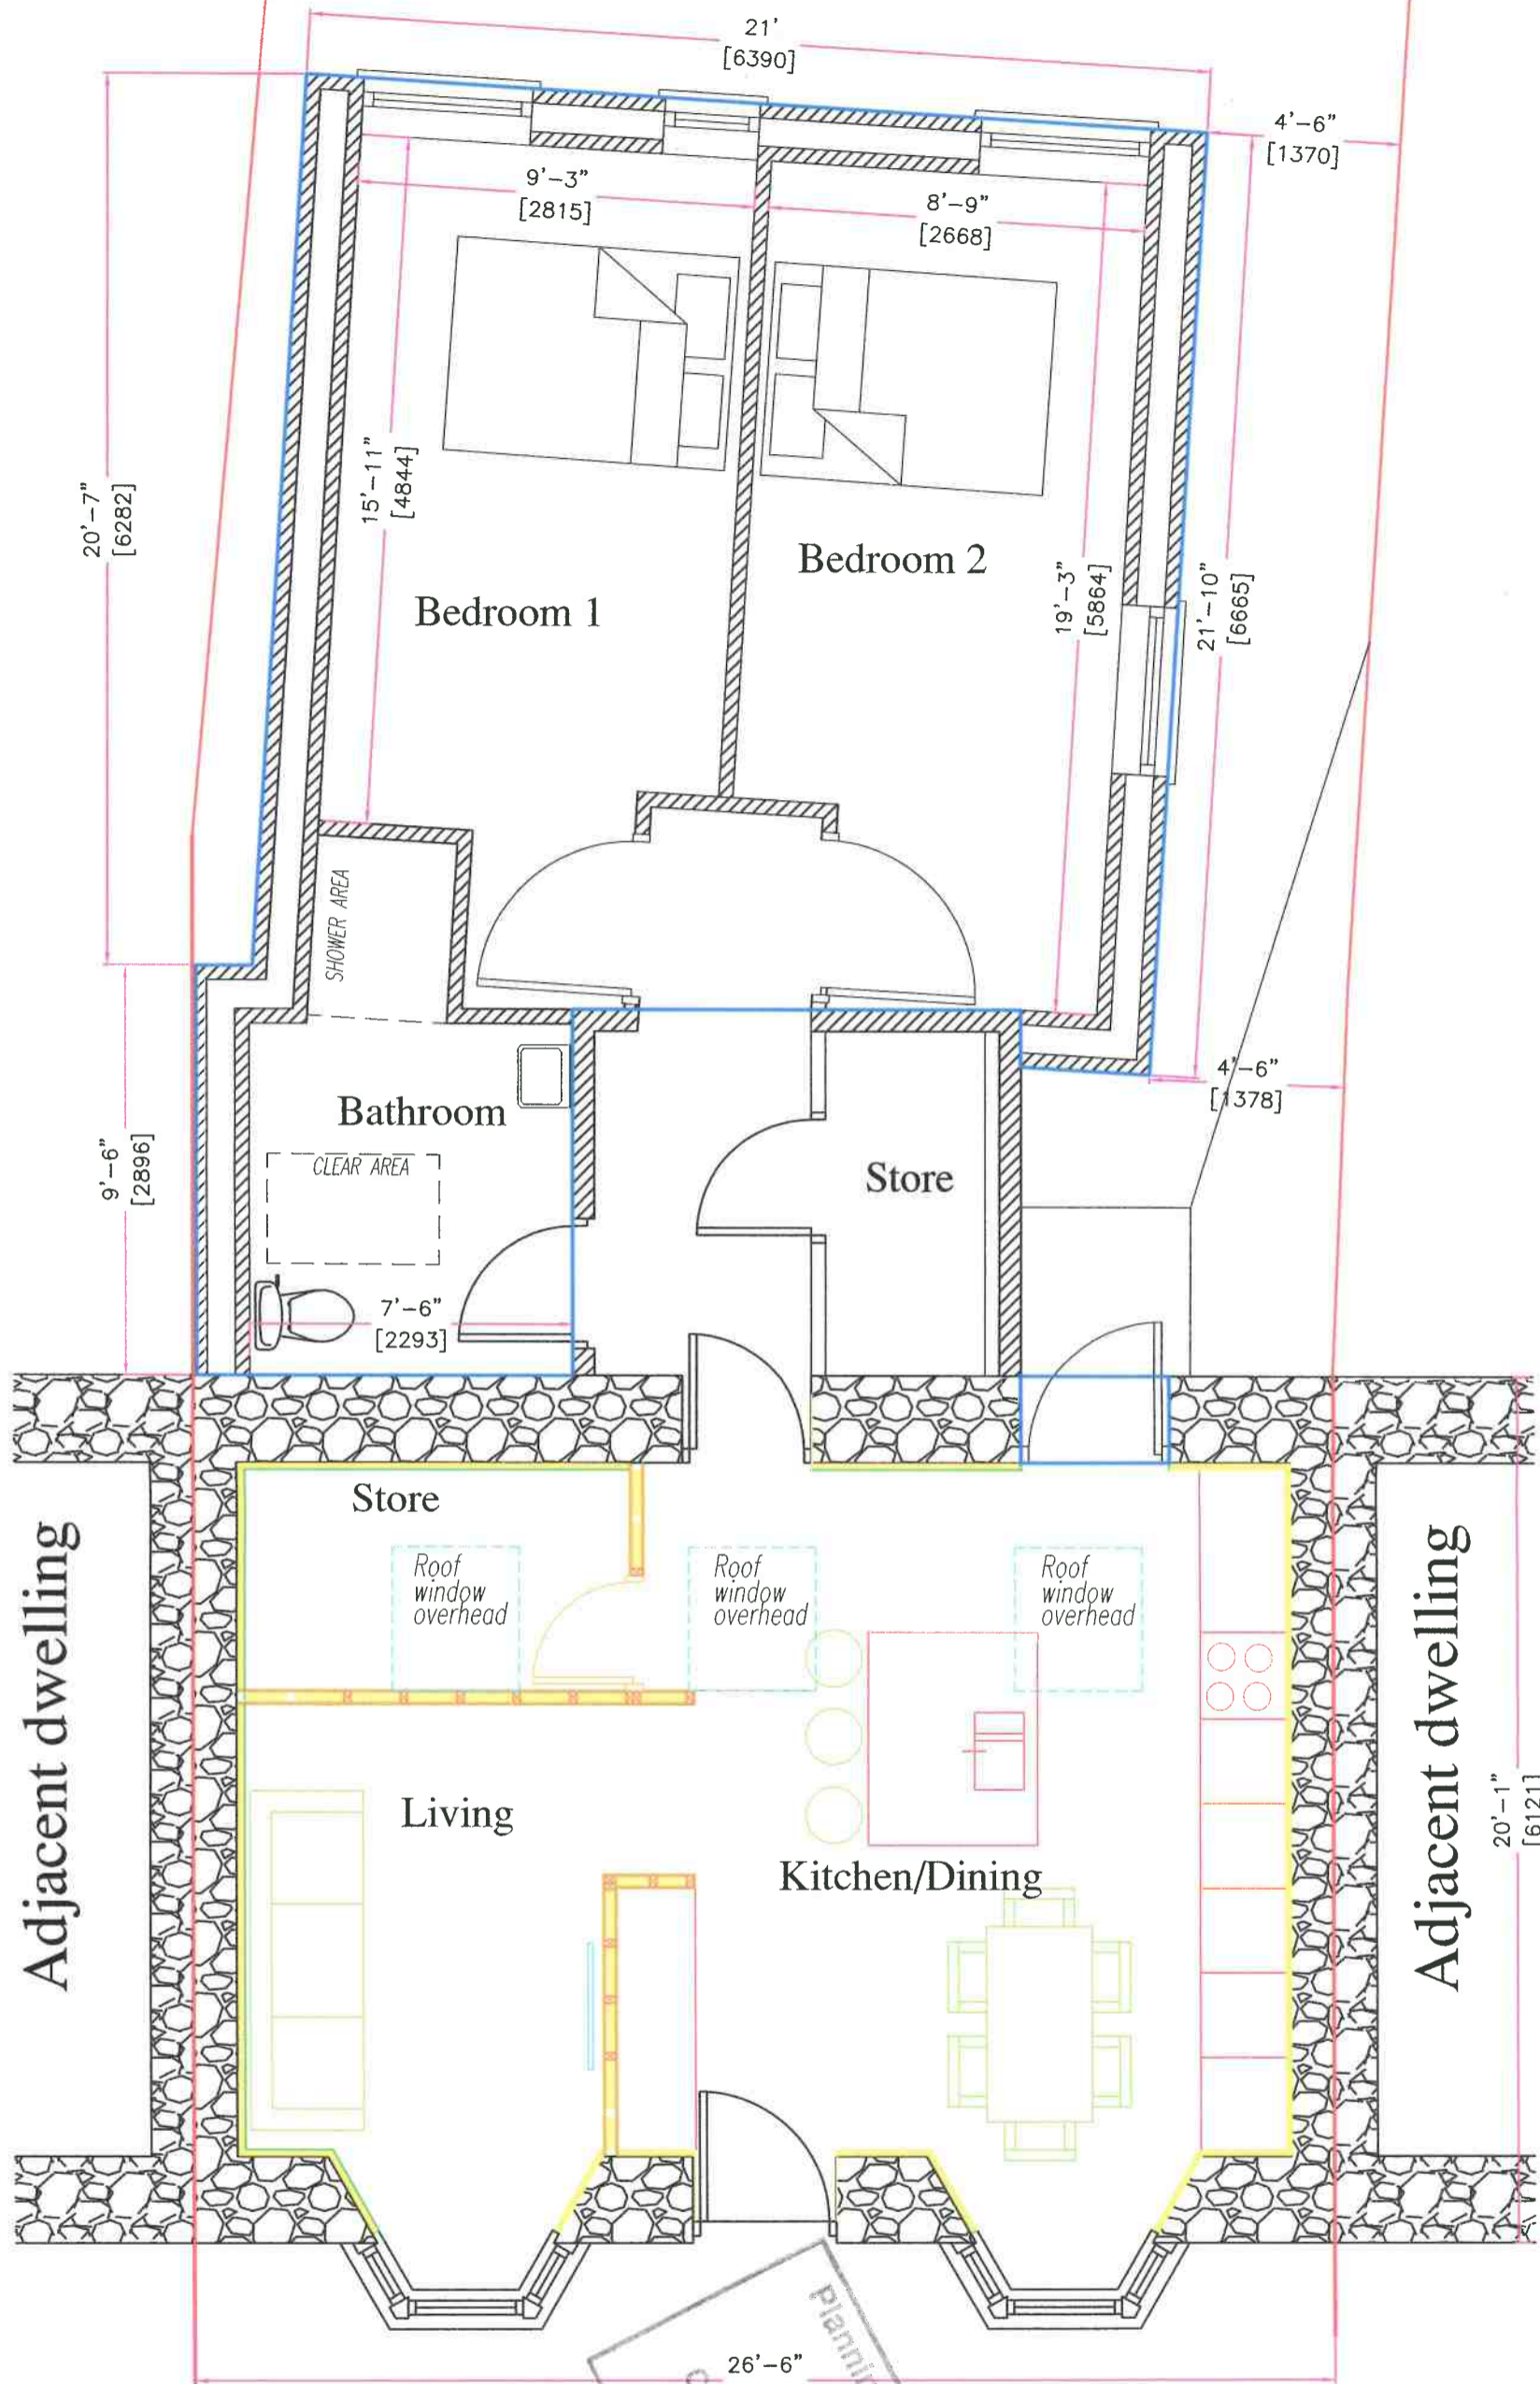 21'
[6390]
4'-6"
[1370]
9'-3"
[2815]
8'-9"
[2668]
20'-7"
[6282]
15'-11"
[4844]
Bedroom 2
Bedroom 1
19'-3"
[5864]
21'-10"
[6665]
SHOWER AREA
4'-6"
[1378]
Bathroom
CLEAR AREA
Store
9'-6"
[2896]
7'-6"
[2293]
Store
Roof
window
overhead
Roof
window
overhead
Roof
window
overhead
Adjacent dwelling
Adjacent dwelling
Living
Kitchen/Dining
20'-1"
[6121]
26'-6"